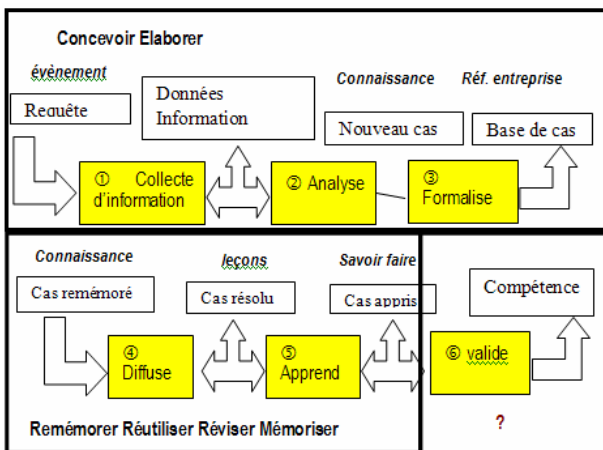 Concevoir Elaborer
évènement
Connaissance
Réf. entreprise
Requête
Données
Information
Nouveau cas
Base de cas
① Collecte
d'information
② Analyse
③
Formalise
Connaissance
leçons
Savoir faire
Cas remémoré
Cas résolu
Cas appris
Compétence
④
Diffuse
⑤
Apprend
⑥ valide
?
Remémorer Réutiliser Réviser Mémoriser